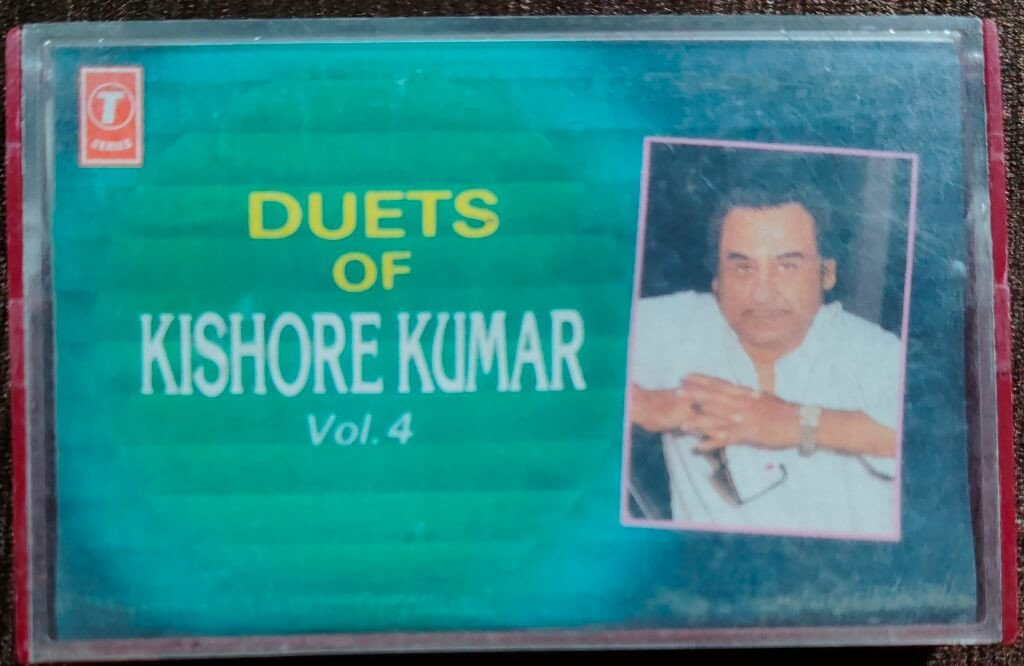 T
SERIES
DUETS
OF
KISHORE KUMAR
Vol. 4